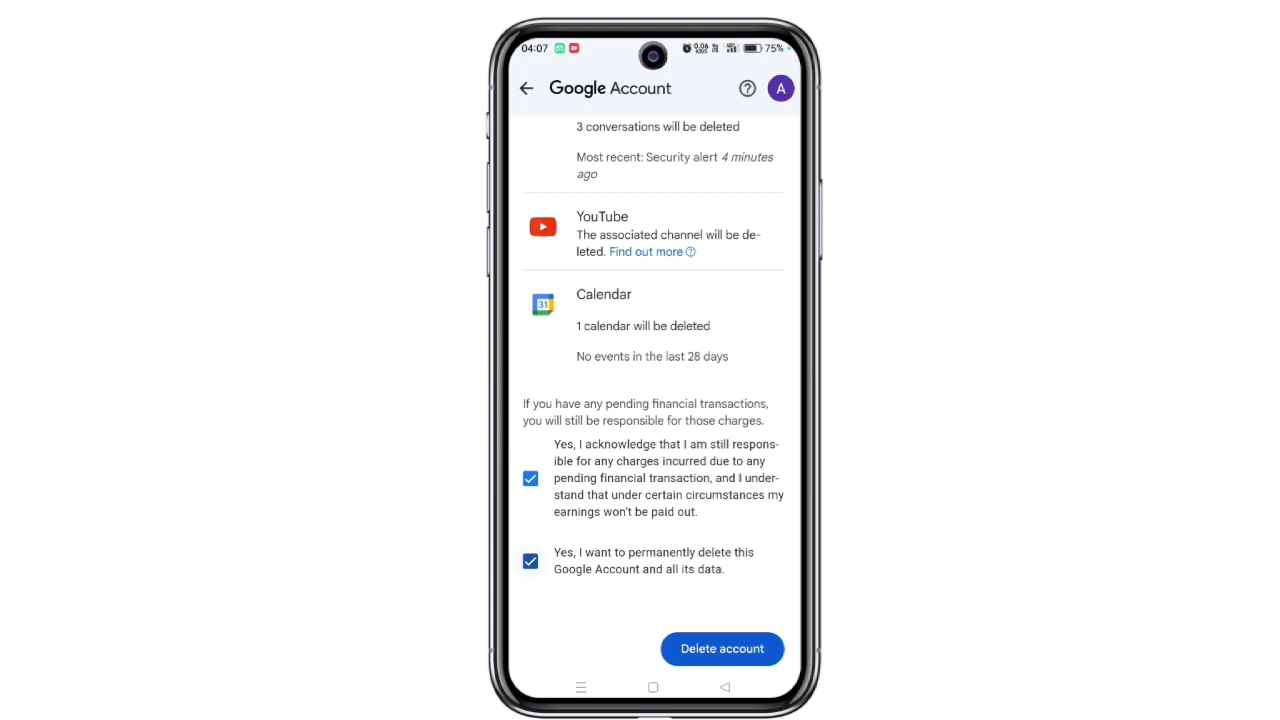 04:07 75%
Google Account
A
3 conversations will be deleted
Most recent: Security alert 4 minutes
ago
YouTube
The associated channel will be de-
leted. Find out more
Calendar
31
1 calendar will be deleted
No events in the last 28 days
If you have any pending financial transactions,
you will still be responsible for those charges.
Yes, I acknowledge that I am still respons-
ible for any charges incurred due to any
pending financial transaction, and I under-
stand that under certain circumstances my
earnings won't be paid out.
Yes, I want to permanently delete this
Google Account and all its data.
Delete account